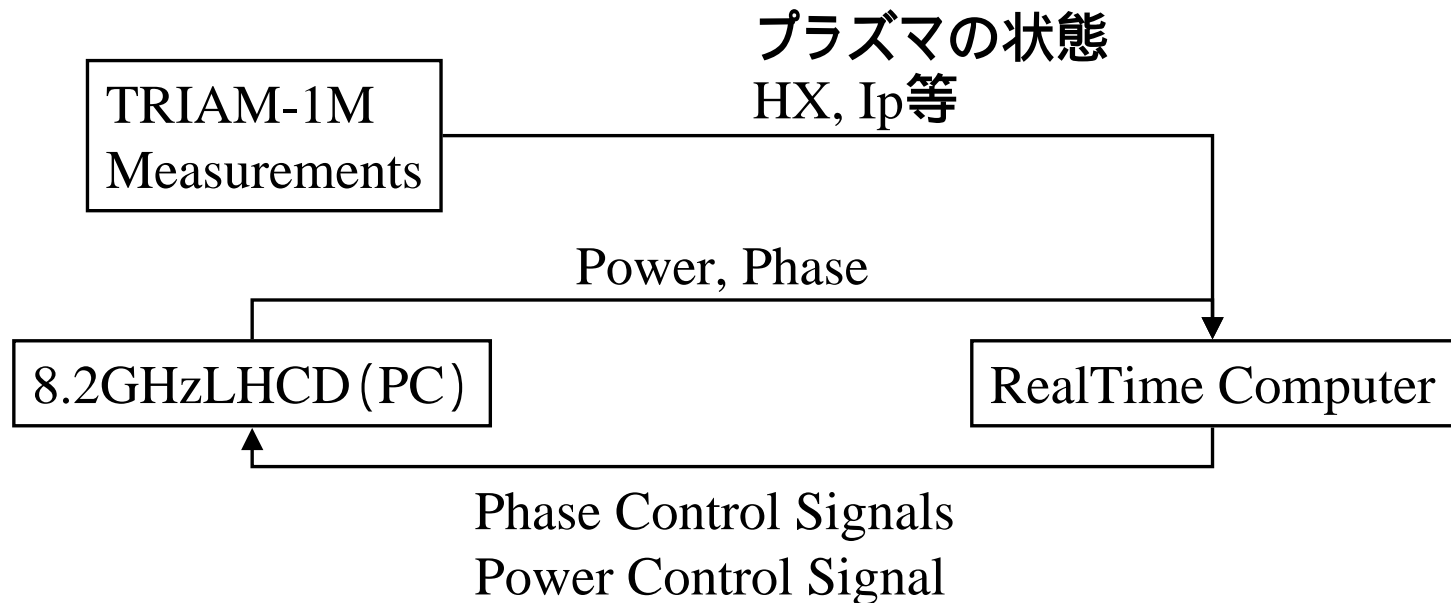 プラズマの状態
HX, Ip等
TRIAM-1M
Measurements
Power, Phase
8.2GHzLHCD(PC)
RealTime Computer
Phase Control Signals
Power Control Signal